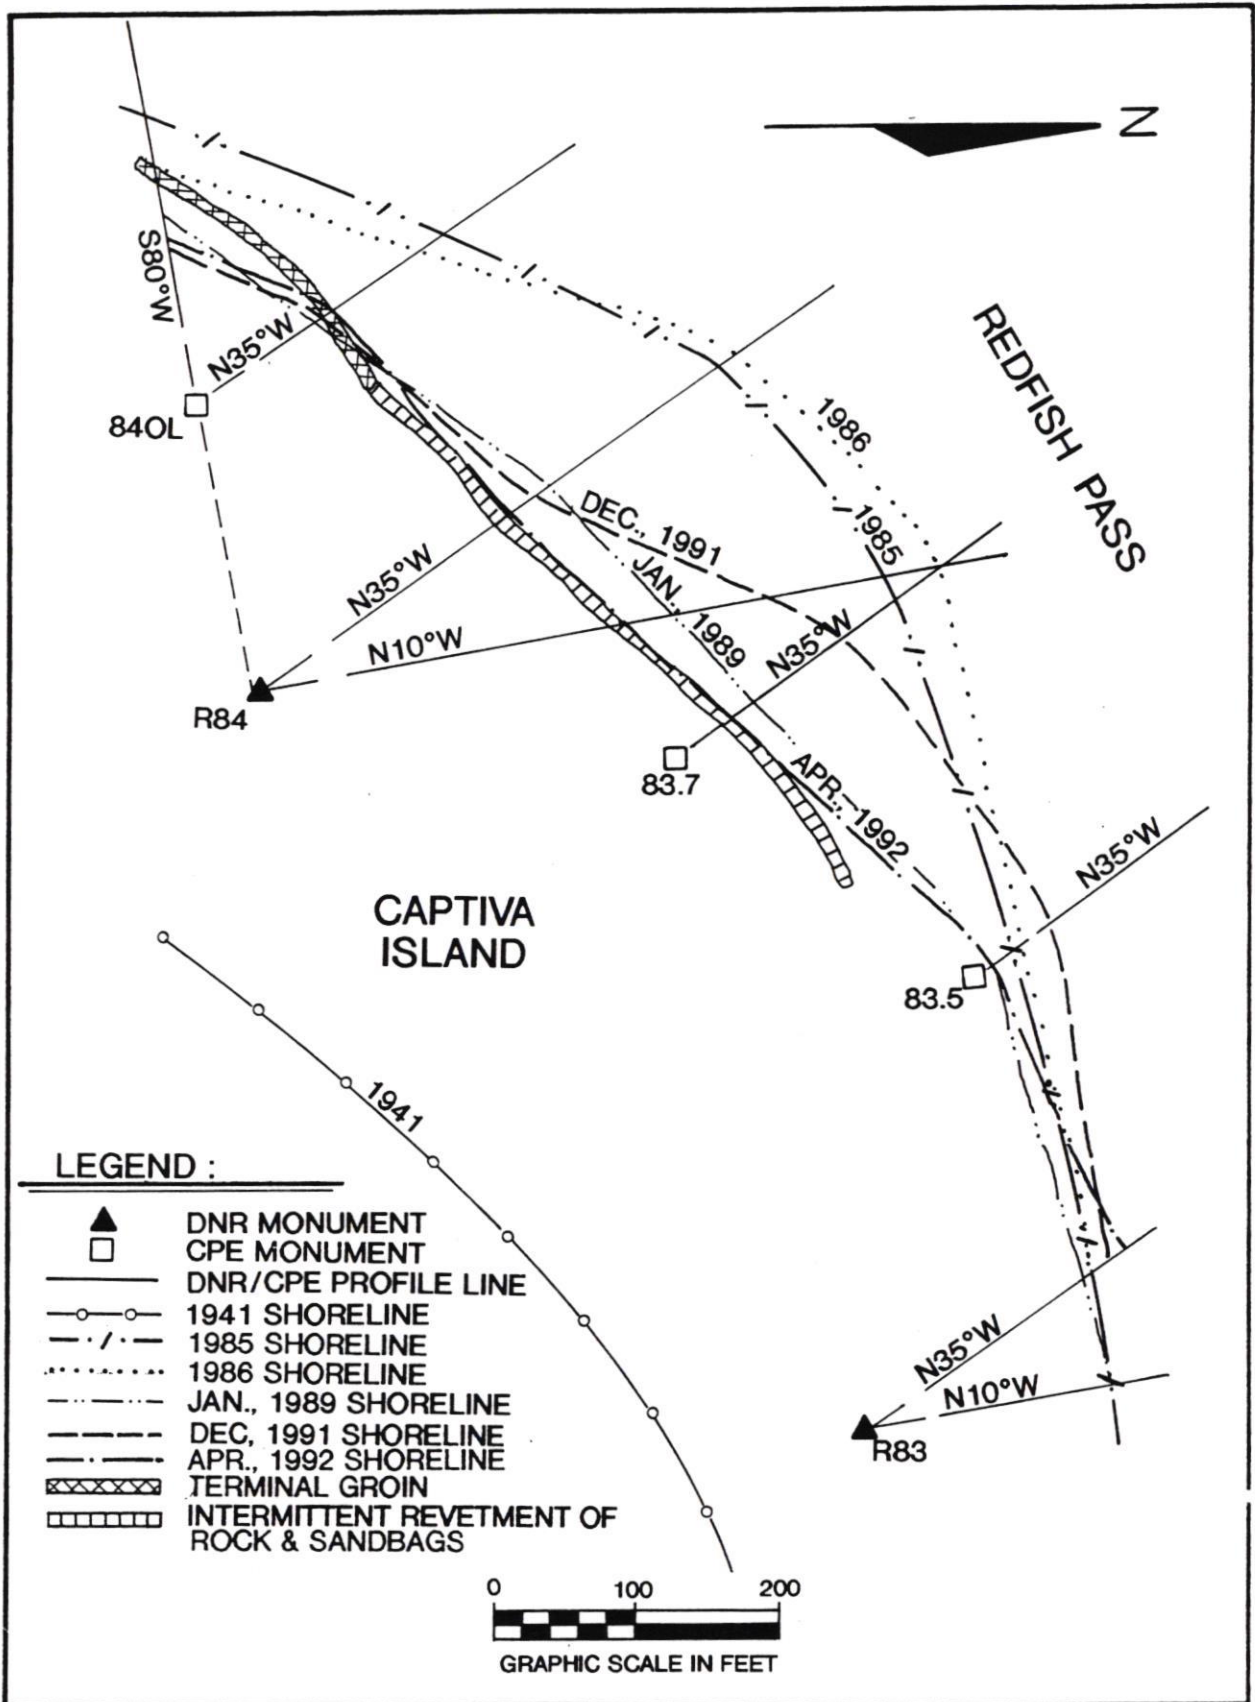 N
S80°W
N35°W
84OL
REDFISH PASS
1986
1985
DEC., 1991
JAN., 1989
N35°W
N10°W
N35°W
R84
83.7
APR., 1992
N35°W
83.5
CAPTIVA
ISLAND
1941
N35°W
N10°W
R83
LEGEND :
DNR MONUMENT
CPE MONUMENT
DNR/CPE PROFILE LINE
1941 SHORELINE
1985 SHORELINE
1986 SHORELINE
JAN., 1989 SHORELINE
DEC, 1991 SHORELINE
APR., 1992 SHORELINE
TERMINAL GROIN
INTERMITTENT REVETMENT OF
ROCK & SANDBAGS
0 100 200
GRAPHIC SCALE IN FEET